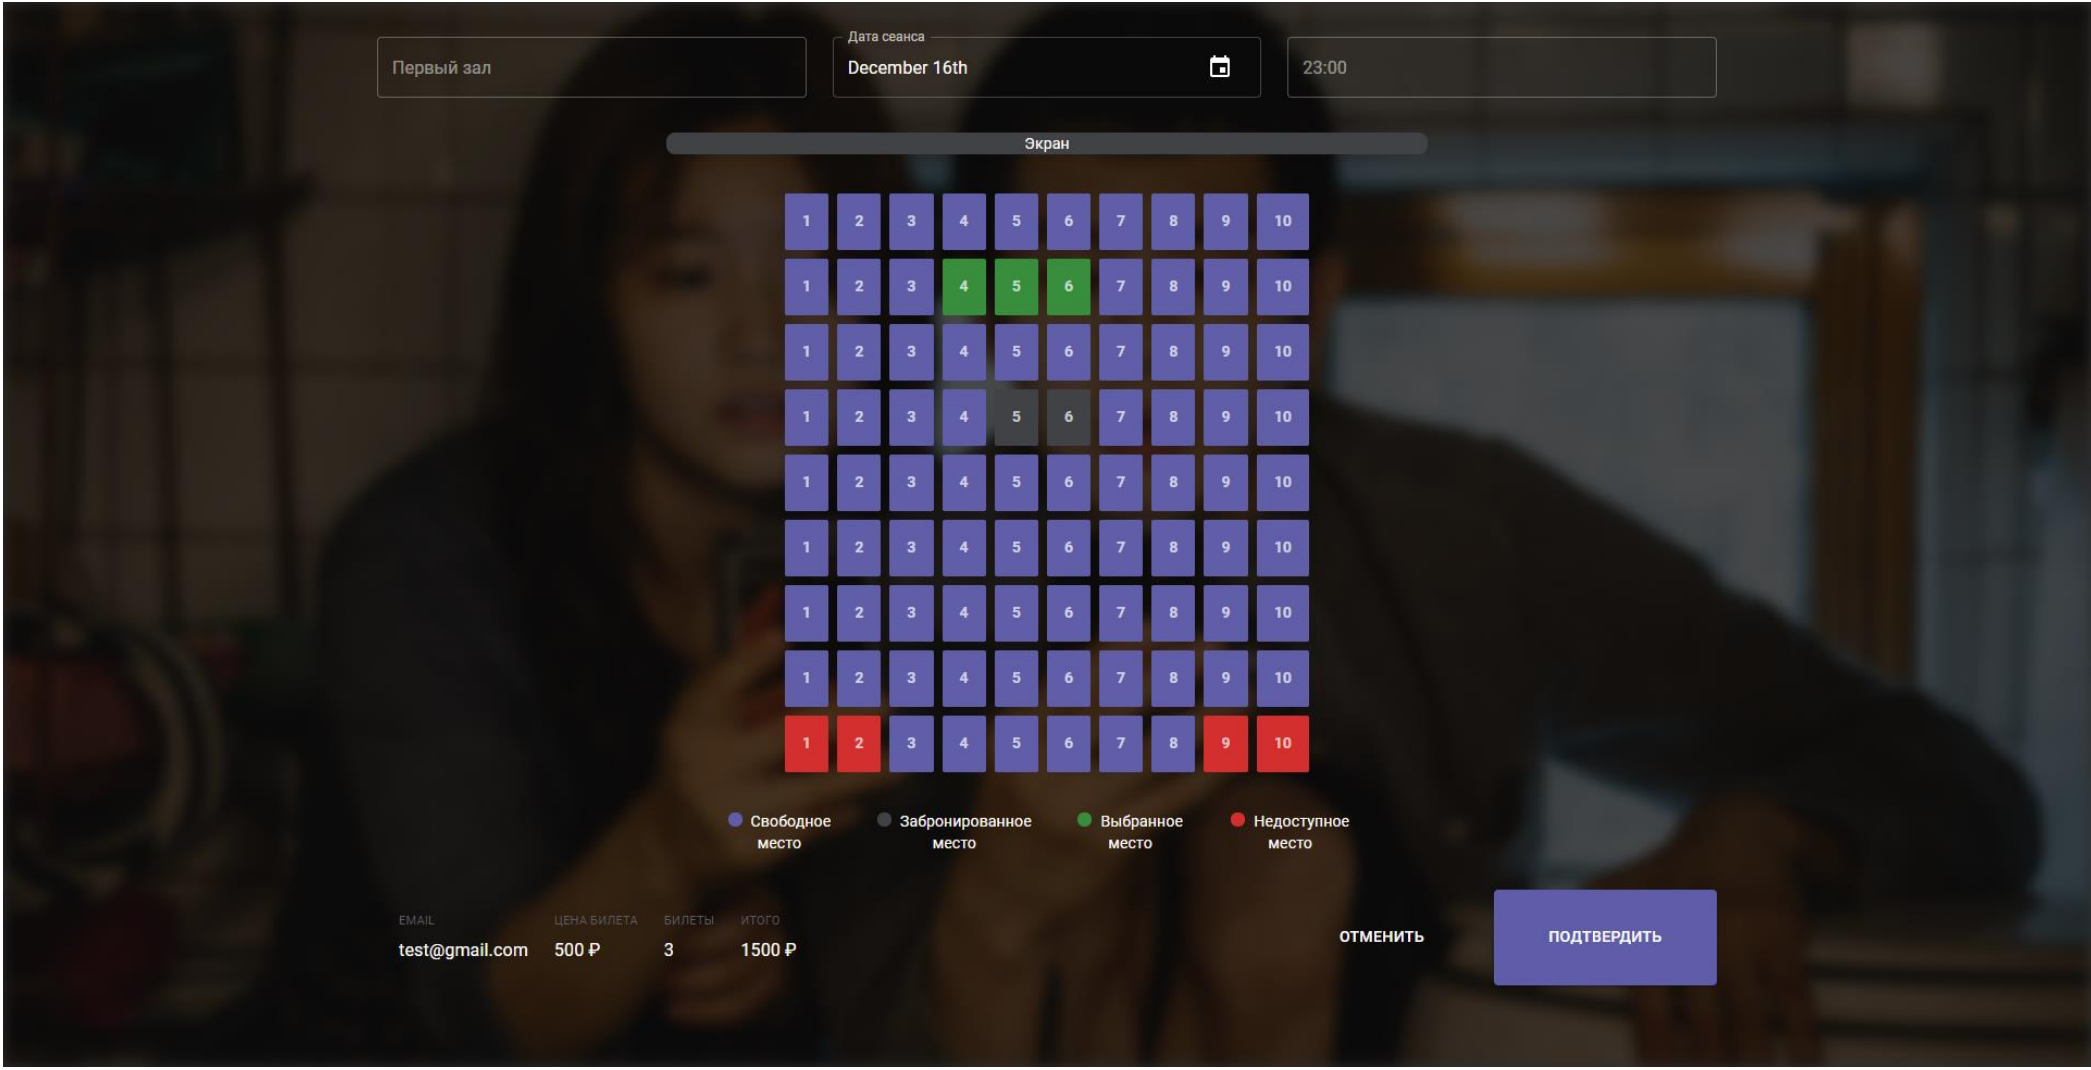 Дата сеанса
Первый зал December 16th 23:00
Экран
1 2 3 4 5 6 7 8 9 10
1 2 3 4 5 6 7 8 9 10
1 2 3 4 5 6 7 8 9 10
1 2 3 4 5 6 7 8 9 10
1 2 3 4 5 6 7 8 9 10
1 2 3 4 5 6 7 8 9 10
1 2 3 4 5 6 7 8 9 10
1 2 3 4 5 6 7 8 9 10
1 2 3 4 5 6 7 8 9 10
Свободное место
Забронированное место
Выбранное место
Недоступное место
EMAIL ЦЕНА БИЛЕТА БИЛЕТЫ ИТОГО
test@gmail.com 500 ₽ 3 1500 ₽
ОТМЕНИТЬ ПОДТВЕРДИТЬ